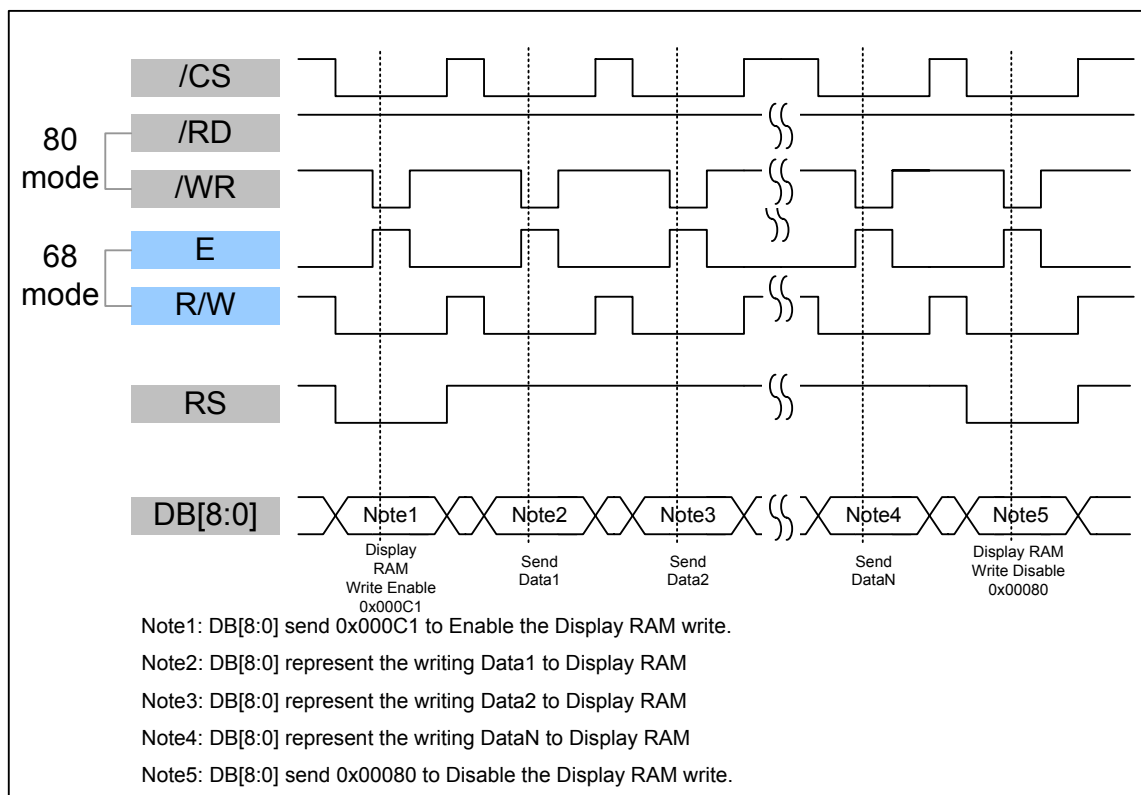 /CS
80
mode
/RD
/WR
68
mode
E
R/W
RS
DB[8:0]
Note1
Note2
Note3
Note4
Note5
Display
RAM
Write Enable
0x000C1
Send
Data1
Send
Data2
Send
DataN
Display RAM
Write Disable
0x00080
Note1: DB[8:0] send 0x000C1 to Enable the Display RAM write.
Note2: DB[8:0] represent the writing Data1 to Display RAM
Note3: DB[8:0] represent the writing Data2 to Display RAM
Note4: DB[8:0] represent the writing DataN to Display RAM
Note5: DB[8:0] send 0x00080 to Disable the Display RAM write.